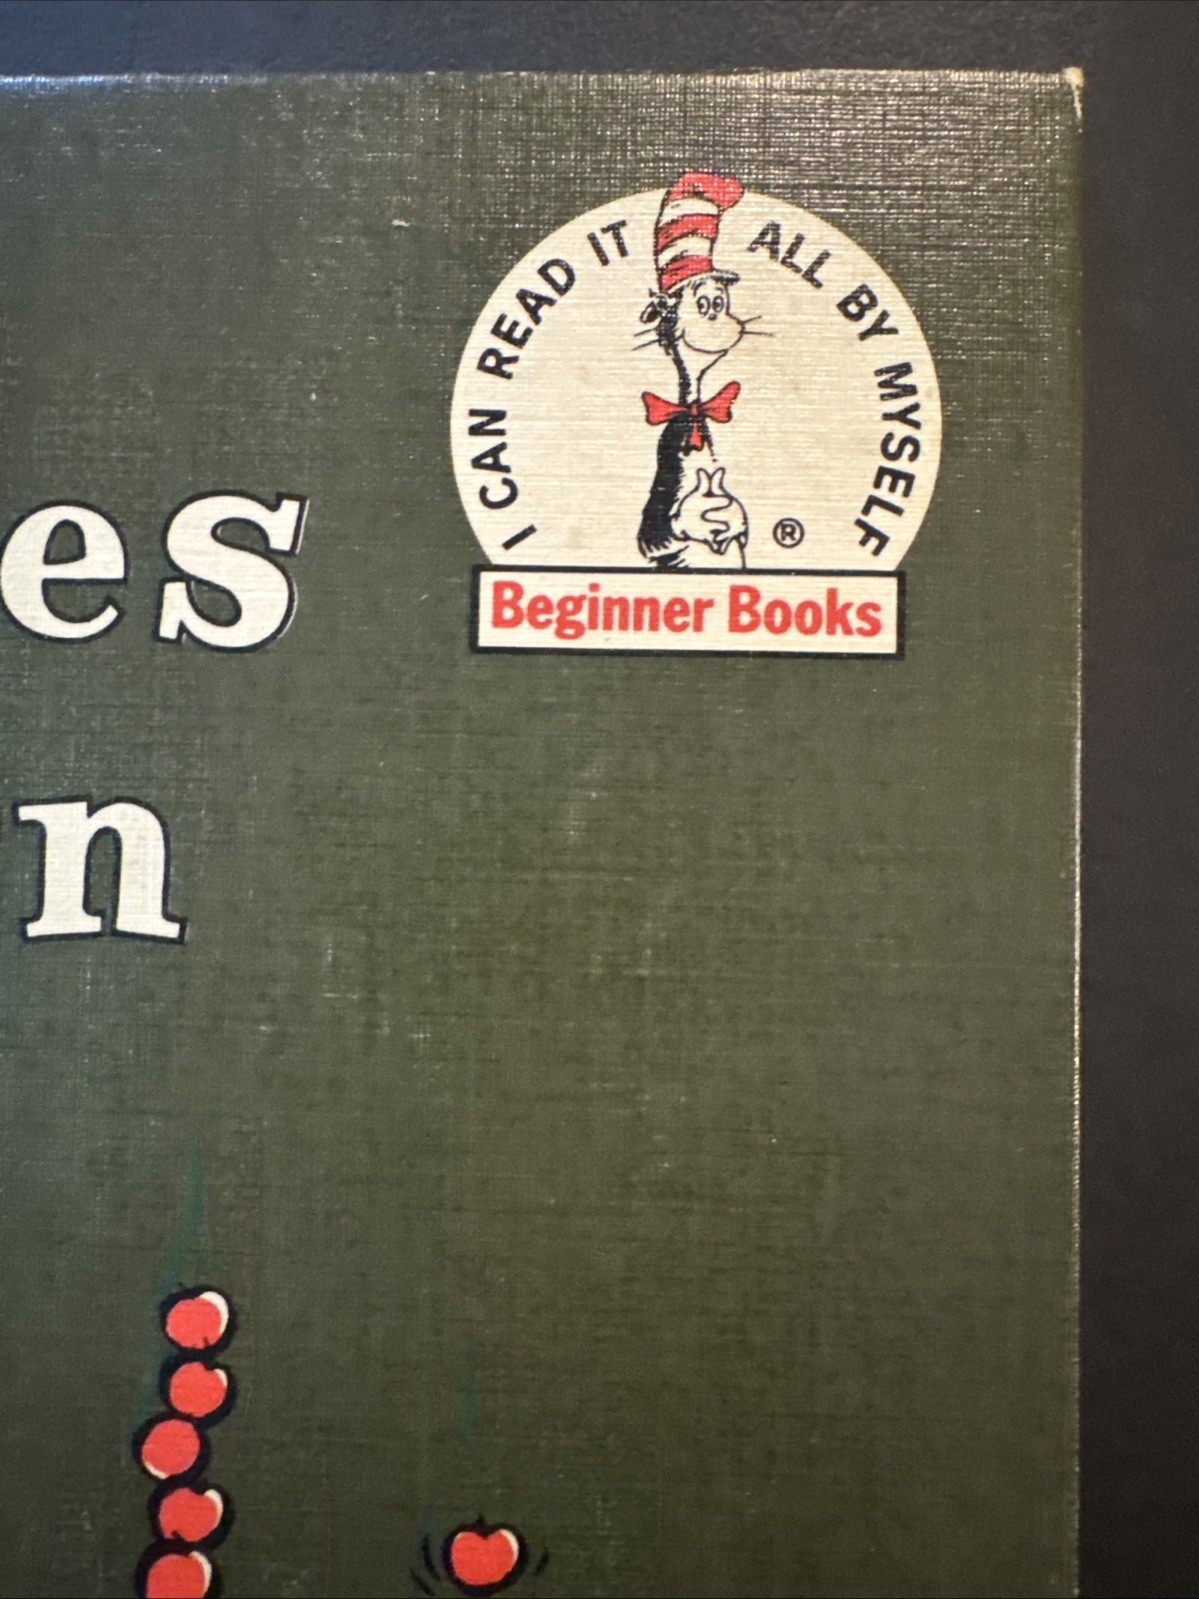 I CAN READ IT ALL BY MYSELF
®
Beginner Books
es
n